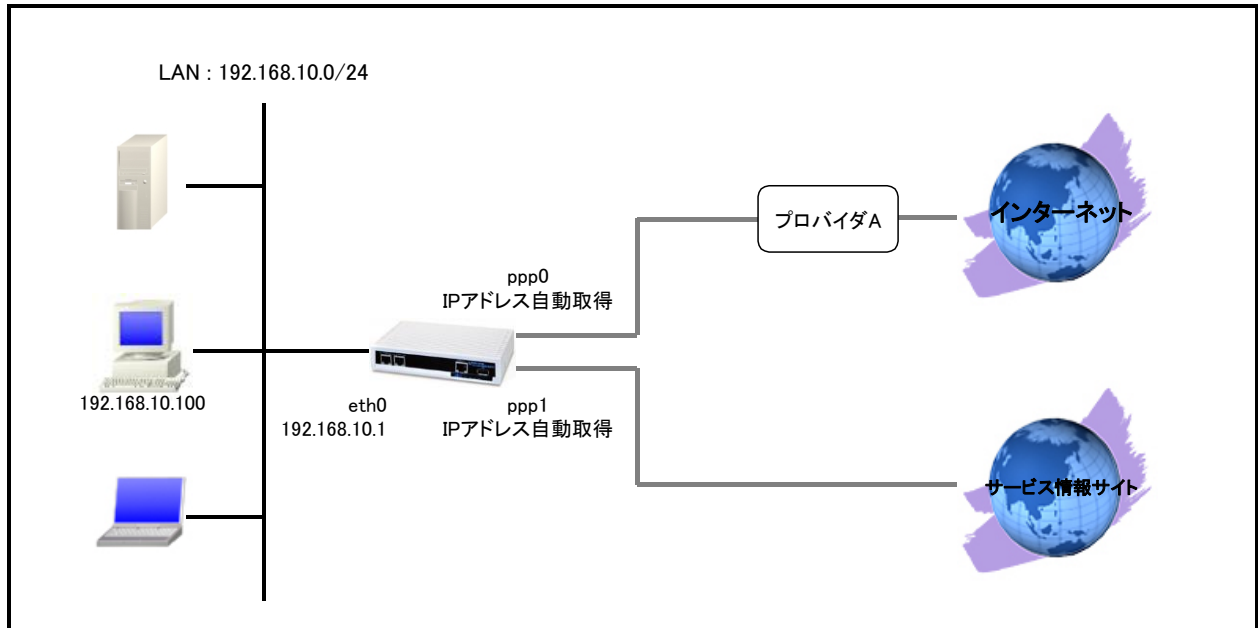 LAN : 192.168.10.0/24
プロバイダA
インターネット
ppp0
IPアドレス自動取得
192.168.10.100
eth0
192.168.10.1
ppp1
IPアドレス自動取得
サービス情報サイト